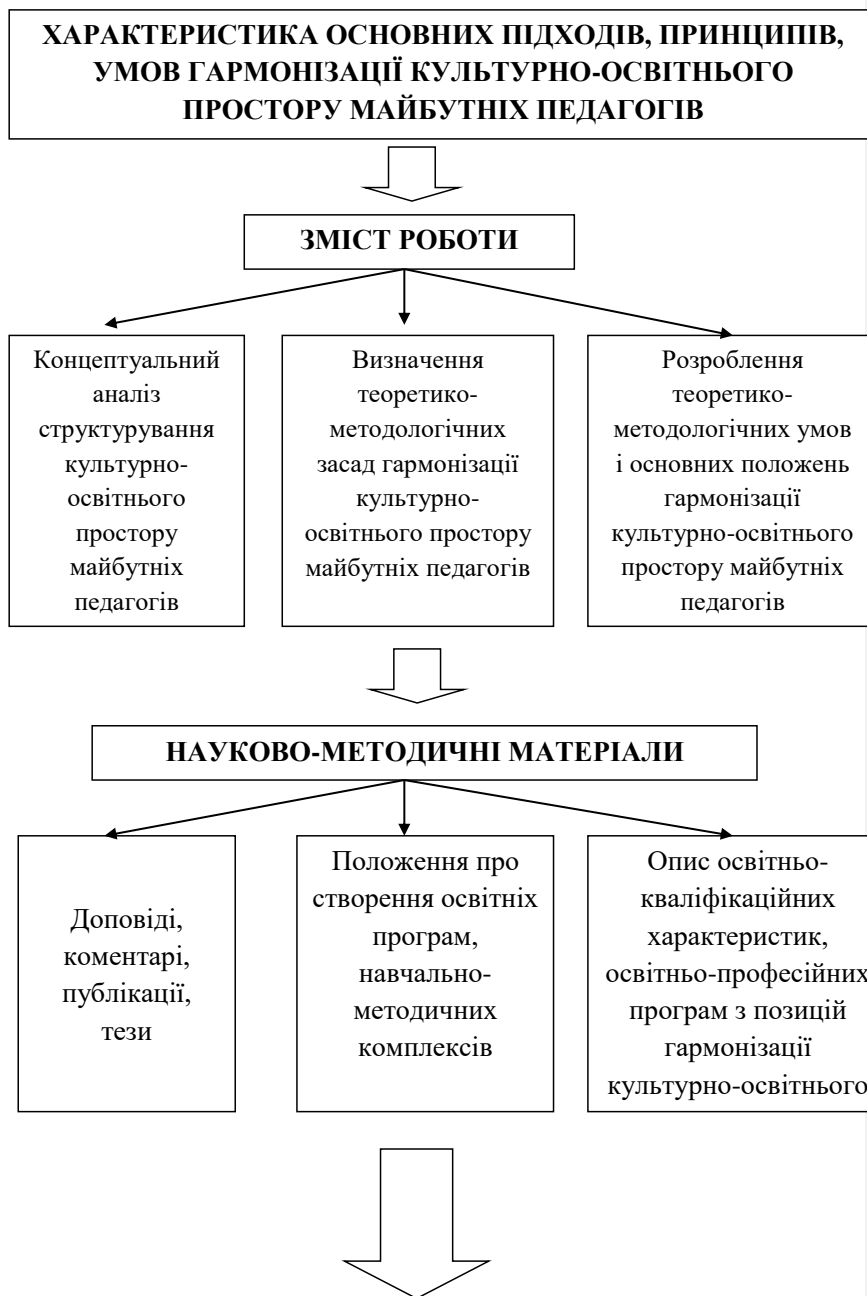 ХАРАКТЕРИСТИКА ОСНОВНИХ ПІДХОДІВ, ПРИНЦИПІВ,
УМОВ ГАРМОНІЗАЦІЇ КУЛЬТУРНО-ОСВІТНЬОГО
ПРОСТОРУ МАЙБУТНІХ ПЕДАГОГІВ
ЗМІСТ РОБОТИ
Концептуальний
аналіз
структурування
культурно-
освітнього
простору
майбутніх
педагогів
Визначення
теоретико-
методологічних
засад гармонізації
культурно-
освітнього простору
майбутніх педагогів
Розроблення
теоретико-
методологічних умов
і основних положень
гармонізації
культурно-освітнього
простору майбутніх
педагогів
НАУКОВО-МЕТОДИЧНІ МАТЕРІАЛИ
Доповіді,
коментарі,
публікації,
тези
Положення про
створення освітніх
програм,
навчально-
методичних
комплексів
Опис освітньо-
кваліфікаційних
характеристик,
освітньо-професійних
програм з позицій
гармонізації
культурно-освітнього